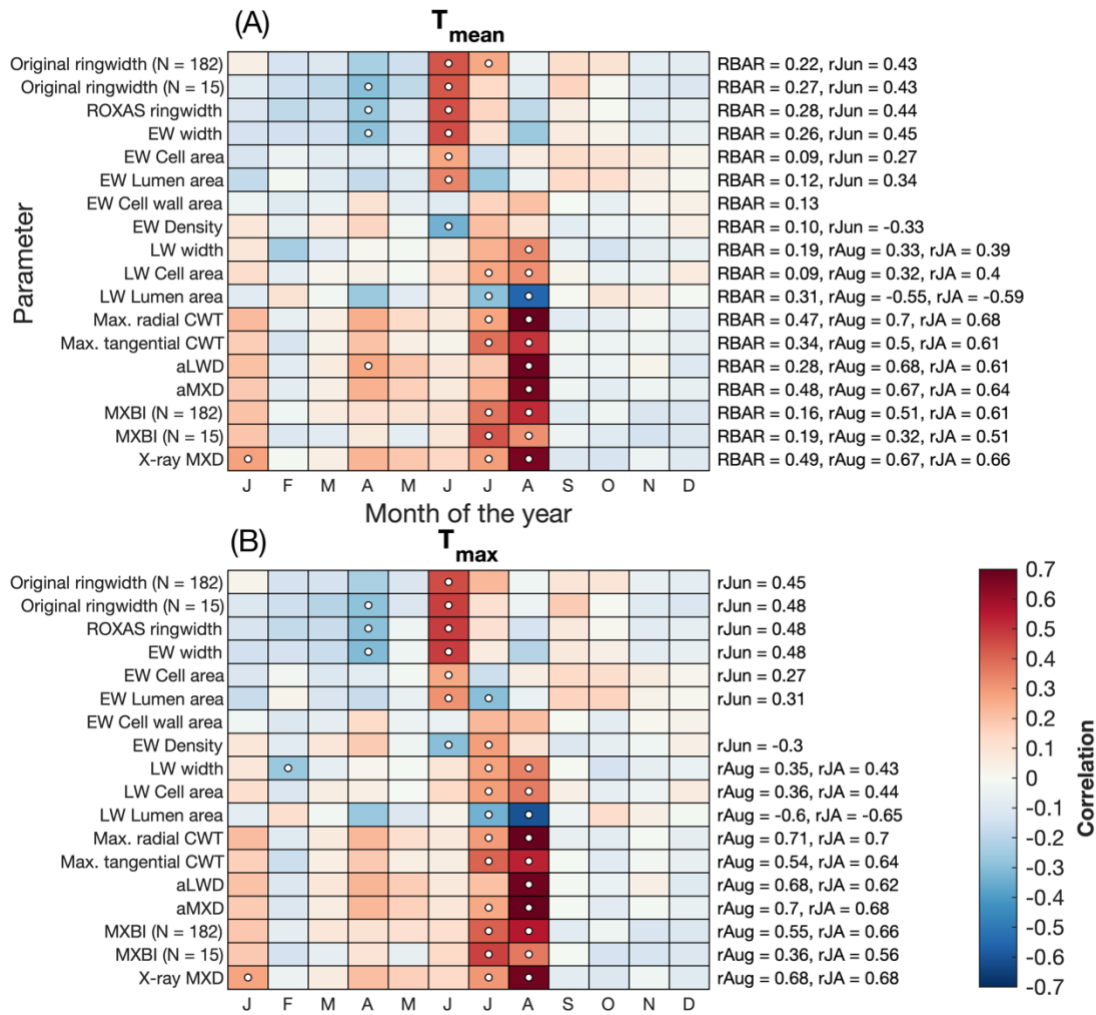 (A)
T mean
Parameter
Original ringwidth (N = 182) RBAR = 0.22, rJun = 0.43
Original ringwidth (N = 15) RBAR = 0.27, rJun = 0.43
ROXAS ringwidth RBAR = 0.28, rJun = 0.44
EW width RBAR = 0.26, rJun = 0.45
EW Cell area RBAR = 0.09, rJun = 0.27
EW Lumen area RBAR = 0.12, rJun = 0.34
EW Cell wall area RBAR = 0.13
EW Density RBAR = 0.10, rJun = -0.33
LW width RBAR = 0.19, rAug = 0.33, rJA = 0.39
LW Cell area RBAR = 0.09, rAug = 0.32, rJA = 0.4
LW Lumen area RBAR = 0.31, rAug = -0.55, rJA = -0.59
Max. radial CWT RBAR = 0.47, rAug = 0.7, rJA = 0.68
Max. tangential CWT RBAR = 0.34, rAug = 0.5, rJA = 0.61
aLWD RBAR = 0.28, rAug = 0.68, rJA = 0.61
aMXD RBAR = 0.48, rAug = 0.67, rJA = 0.64
MXBI (N = 182) RBAR = 0.16, rAug = 0.51, rJA = 0.61
MXBI (N = 15) RBAR = 0.19, rAug = 0.32, rJA = 0.51
X-ray MXD RBAR = 0.49, rAug = 0.67, rJA = 0.66
J F M A M J J A S O N D
Month of the year
(B)
T max
Original ringwidth (N = 182) rJun = 0.45
Original ringwidth (N = 15) rJun = 0.48
ROXAS ringwidth rJun = 0.48
EW width rJun = 0.48
EW Cell area rJun = 0.27
EW Lumen area rJun = 0.31
EW Cell wall area
EW Density rJun = -0.3
LW width rAug = 0.35, rJA = 0.43
LW Cell area rAug = 0.36, rJA = 0.44
LW Lumen area rAug = -0.6, rJA = -0.65
Max. radial CWT rAug = 0.71, rJA = 0.7
Max. tangential CWT rAug = 0.54, rJA = 0.64
aLWD rAug = 0.68, rJA = 0.62
aMXD rAug = 0.7, rJA = 0.68
MXBI (N = 182) rAug = 0.55, rJA = 0.66
MXBI (N = 15) rAug = 0.36, rJA = 0.56
X-ray MXD rAug = 0.68, rJA = 0.68
J F M A M J J A S O N D
0.7
0.6
0.5
0.4
0.3
0.2
0.1
0
-0.1
-0.2
-0.3
-0.4
-0.5
-0.6
-0.7
Correlation